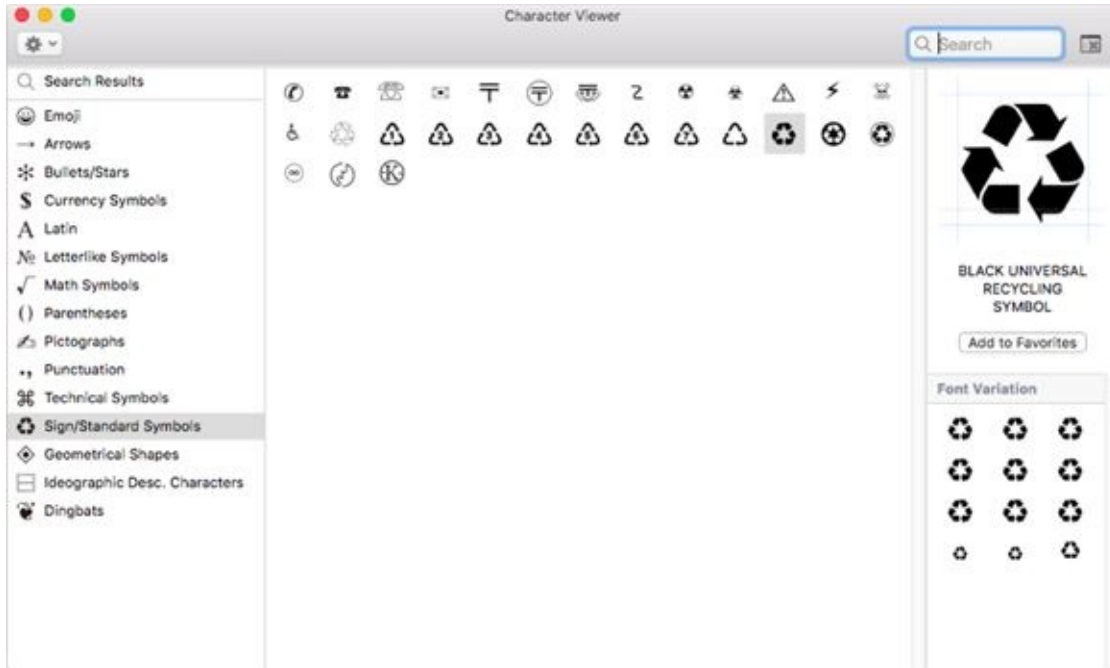 Character Viewer
Search
Search Results
Emoji
Arrows
Bullets/Stars
$ Currency Symbols
A Latin
№ Letterlike Symbols
√ Math Symbols
() Parentheses
Pictographs
., Punctuation
⌘ Technical Symbols
Sign/Standard Symbols
Geometrical Shapes
Ideographic Desc. Characters
Dingbats
BLACK UNIVERSAL
RECYCLING
SYMBOL
Add to Favorites
Font Variation